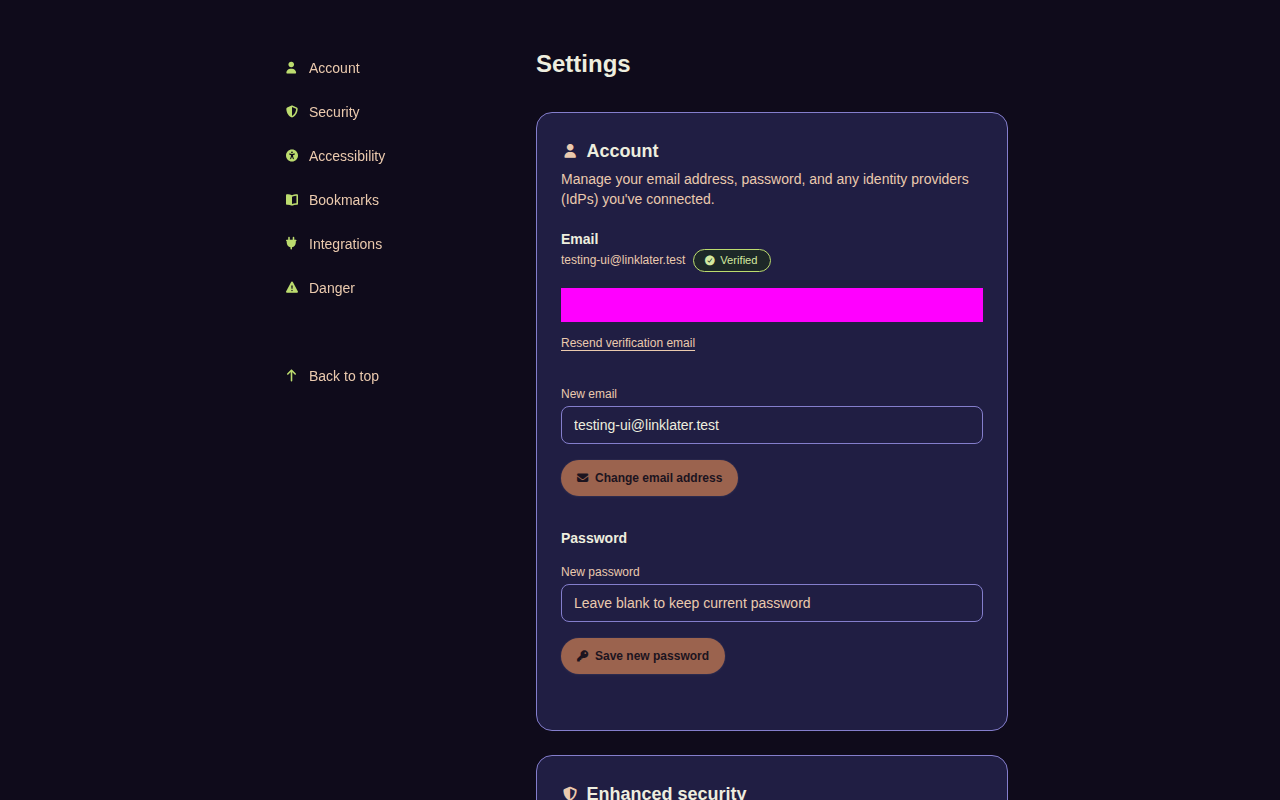 Account
Security
Accessibility
Bookmarks
Integrations
Danger
Back to top
Settings
Account
Manage your email address, password, and any identity providers
(IdPs) you've connected.
Email
testing-ui@linklater.test Verified
Resend verification email
New email
testing-ui@linklater.test
Change email address
Password
New password
Leave blank to keep current password
Save new password
Enhanced security